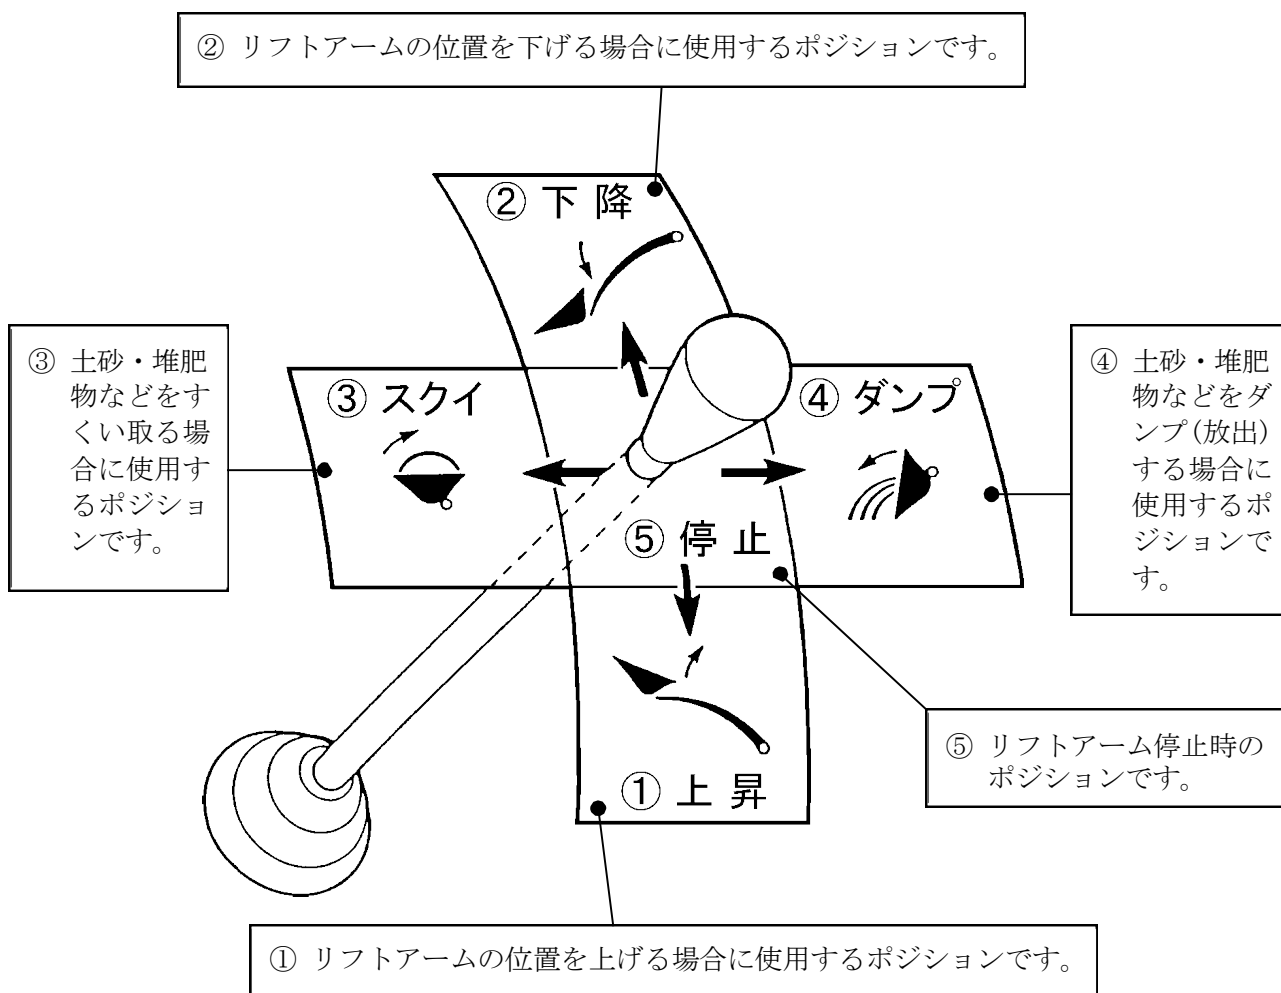 ② リフトアームの位置を下げる場合に使用するポジションです。
② 下 降
③ 土砂・堆肥
物などをす
くい取る場
合に使用す
るポジショ
ンです。
③ スクイ
④ ダンプ
④ 土砂・堆肥
物などをダ
ンプ(放出)
する場合に
使用するポ
ジションで
す。
⑤ 停 止
⑤ リフトアーム停止時の
ポジションです。
① 上 昇
① リフトアームの位置を上げる場合に使用するポジションです。